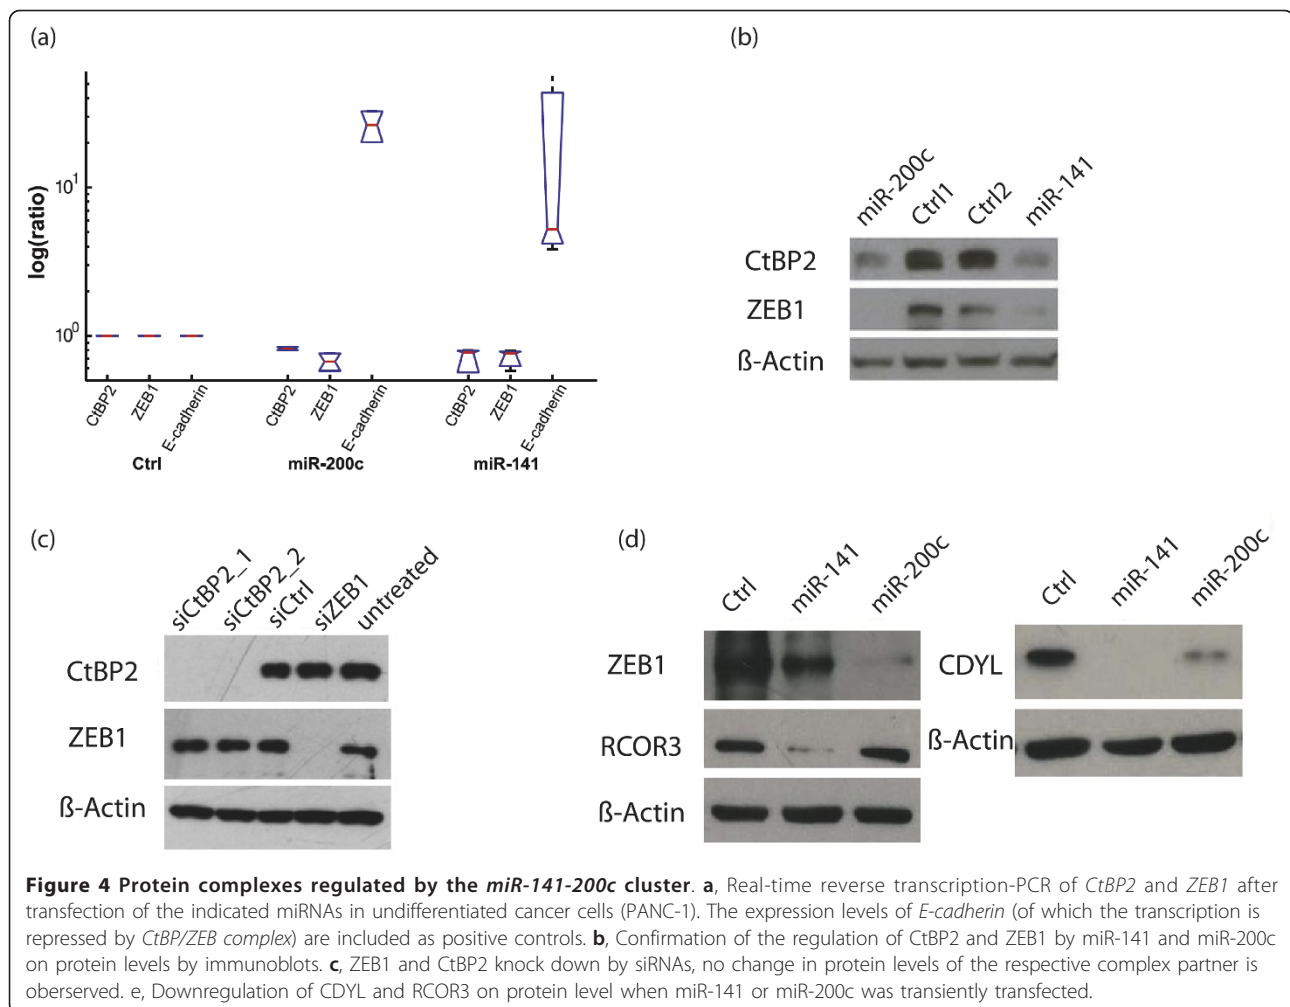 (a)
10¹
10⁰
log(ratio)
CtBP2
ZEB1
E-cadherin
CtBP2
ZEB1
E-cadherin
CtBP2
ZEB1
E-cadherin
Ctrl
miR-200c
miR-141
(b)
miR-200c
Ctrl1
Ctrl2
miR-141
CtBP2
ZEB1
ß-Actin
(c)
siCtBP2_1
siCtBP2_2
siCtrl
siZEB1
untreated
CtBP2
ZEB1
ß-Actin
(d)
Ctrl
miR-141
miR-200c
ZEB1
RCOR3
ß-Actin
Ctrl
miR-141
miR-200c
CDYL
ß-Actin
Figure 4 Protein complexes regulated by the miR-141-200c cluster. a, Real-time reverse transcription-PCR of CtBP2 and ZEB1 after
transfection of the indicated miRNAs in undifferentiated cancer cells (PANC-1). The expression levels of E-cadherin (of which the transcription is
repressed by CtBP/ZEB complex) are included as positive controls. b, Confirmation of the regulation of CtBP2 and ZEB1 by miR-141 and miR-200c
on protein levels by immunoblots. c, ZEB1 and CtBP2 knock down by siRNAs, no change in protein levels of the respective complex partner is
oberserved. e, Downregulation of CDYL and RCOR3 on protein level when miR-141 or miR-200c was transiently transfected.